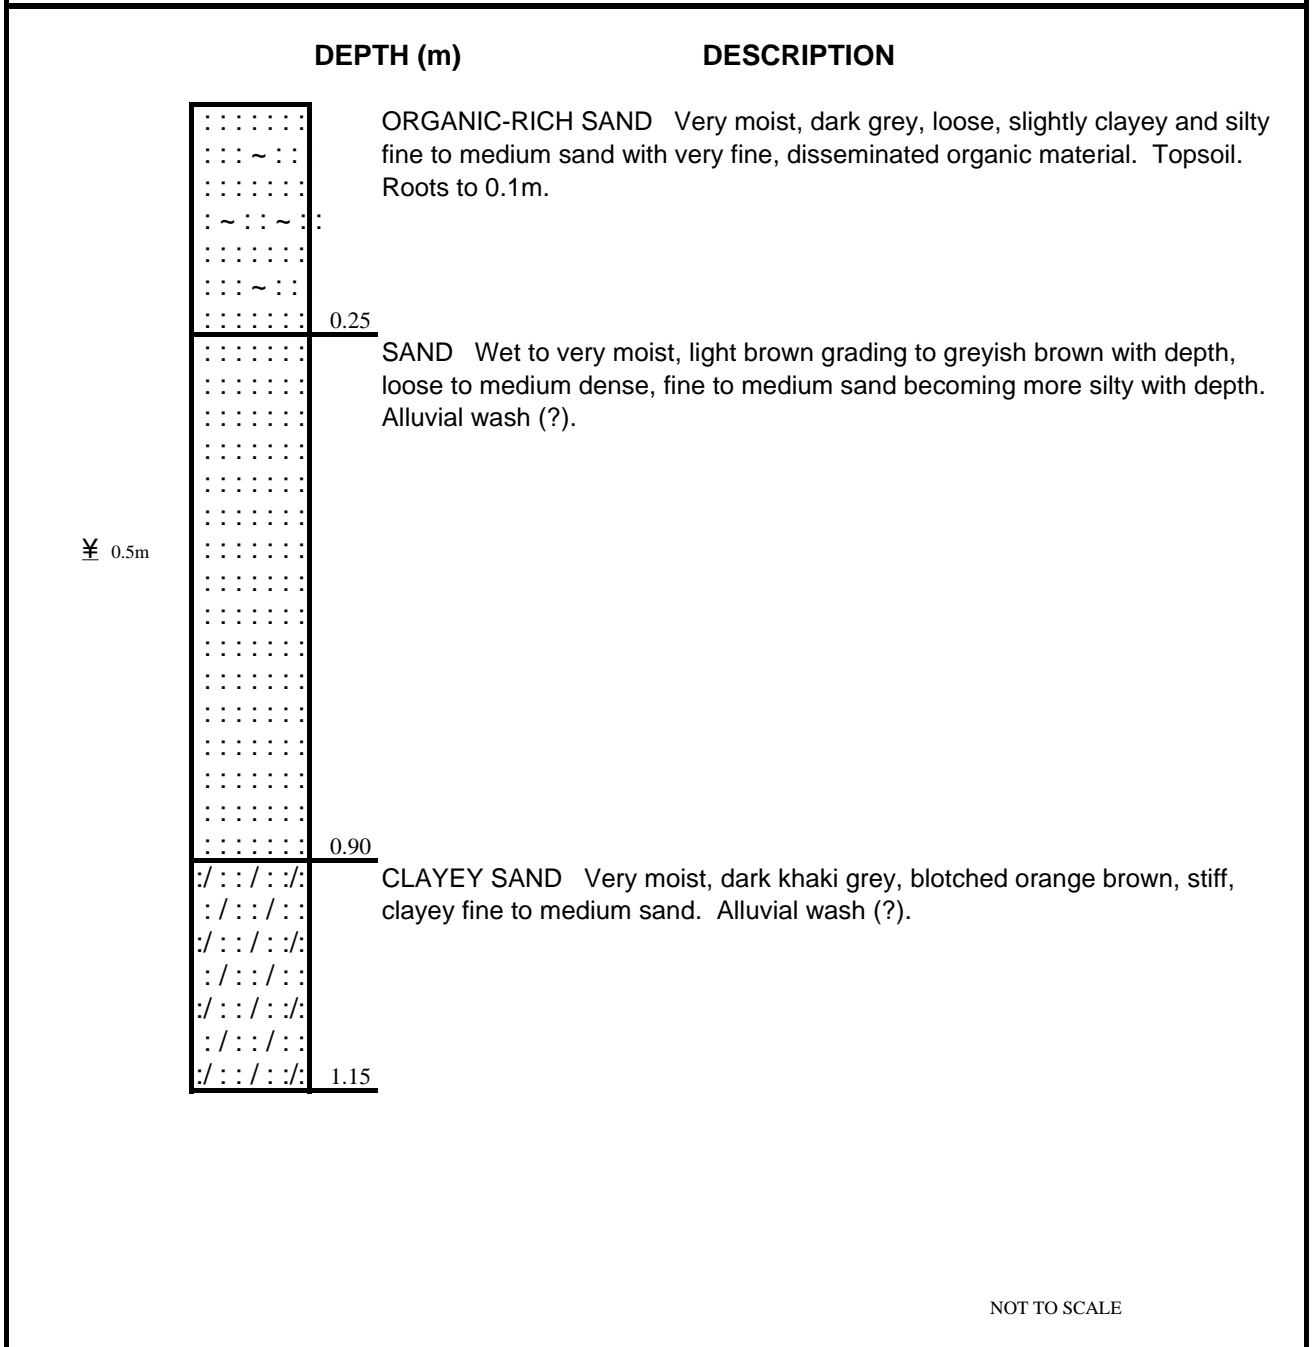 DEPTH (m) DESCRIPTION
: : : : : : : ORGANIC-RICH SAND Very moist, dark grey, loose, slightly clayey and silty
: : : ~ : : fine to medium sand with very fine, disseminated organic material. Topsoil.
: : : : : : : Roots to 0.1m.
: ~ : : ~ : :
: : : : : : :
: : : ~ : :
: : : : : : : 0.25
: : : : : : : SAND Wet to very moist, light brown grading to greyish brown with depth,
: : : : : : : loose to medium dense, fine to medium sand becoming more silty with depth.
: : : : : : : Alluvial wash (?).
: : : : : : :
: : : : : : :
: : : : : : :
¥ 0.5m : : : : : : :
: : : : : : :
: : : : : : :
: : : : : : :
: : : : : : :
: : : : : : :
: : : : : : :
: : : : : : :
: : : : : : :
: : : : : : : 0.90
:/ : : / : :/: CLAYEY SAND Very moist, dark khaki grey, blotched orange brown, stiff,
: / : : / : : clayey fine to medium sand. Alluvial wash (?).
:/ : : / : :/:
: / : : / : :
:/ : : / : :/:
: / : : / : :
:/ : : / : :/: 1.15
NOT TO SCALE